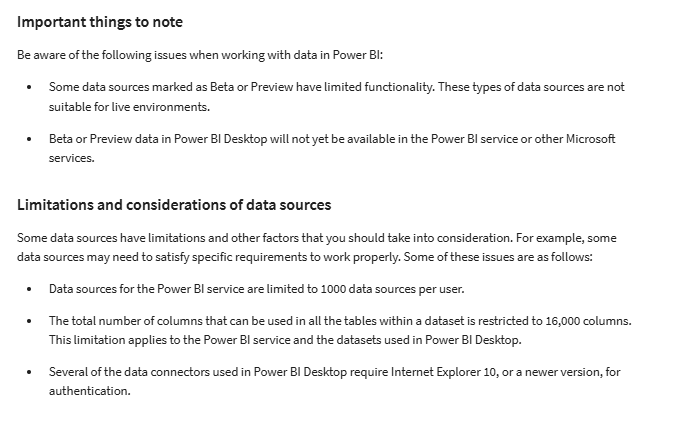 Important things to note
Be aware of the following issues when working with data in Power BI:
• Some data sources marked as Beta or Preview have limited functionality. These types of data sources are not
suitable for live environments.
• Beta or Preview data in Power BI Desktop will not yet be available in the Power BI service or other Microsoft
services.
Limitations and considerations of data sources
Some data sources have limitations and other factors that you should take into consideration. For example, some
data sources may need to satisfy specific requirements to work properly. Some of these issues are as follows:
• Data sources for the Power BI service are limited to 1000 data sources per user.
• The total number of columns that can be used in all the tables within a dataset is restricted to 16,000 columns.
This limitation applies to the Power BI service and the datasets used in Power BI Desktop.
• Several of the data connectors used in Power BI Desktop require Internet Explorer 10, or a newer version, for
authentication.